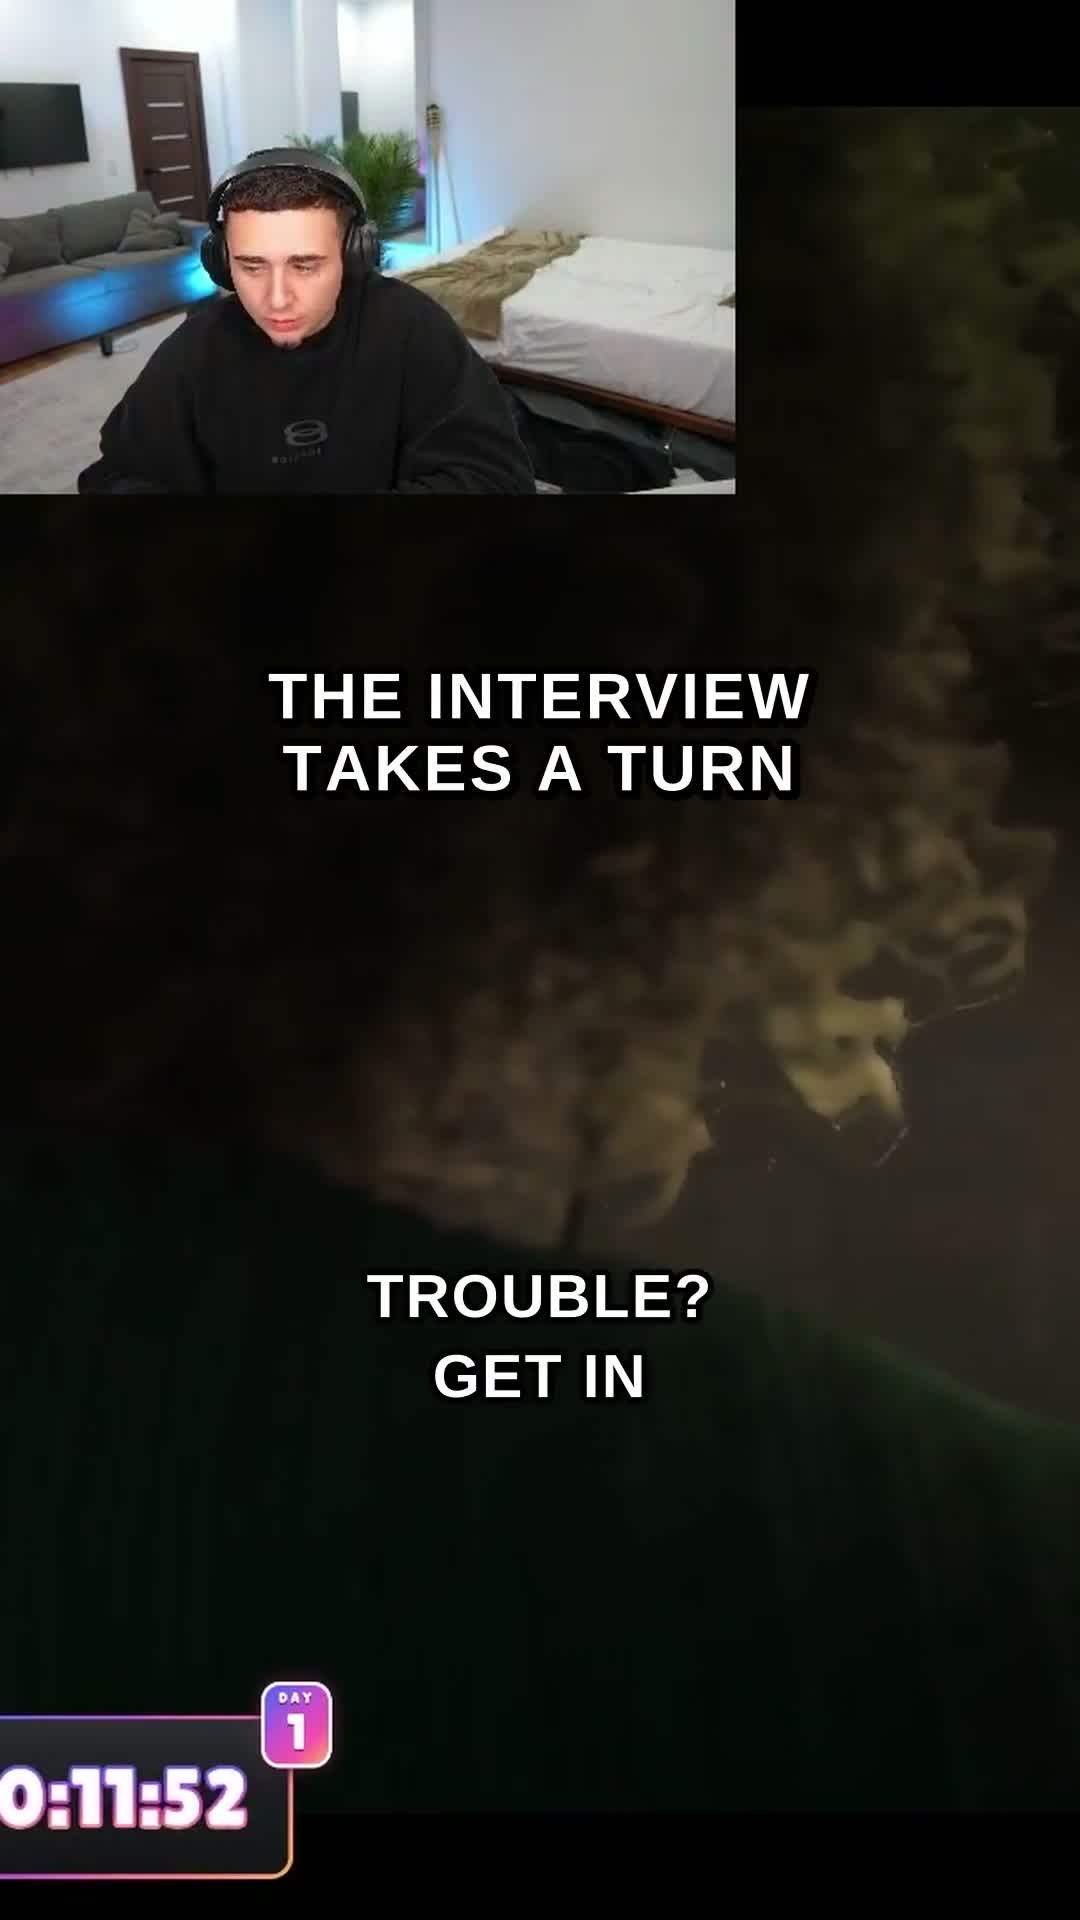 THE INTERVIEW
TAKES A TURN
TROUBLE?
GET IN
DAY
1
0:11:52